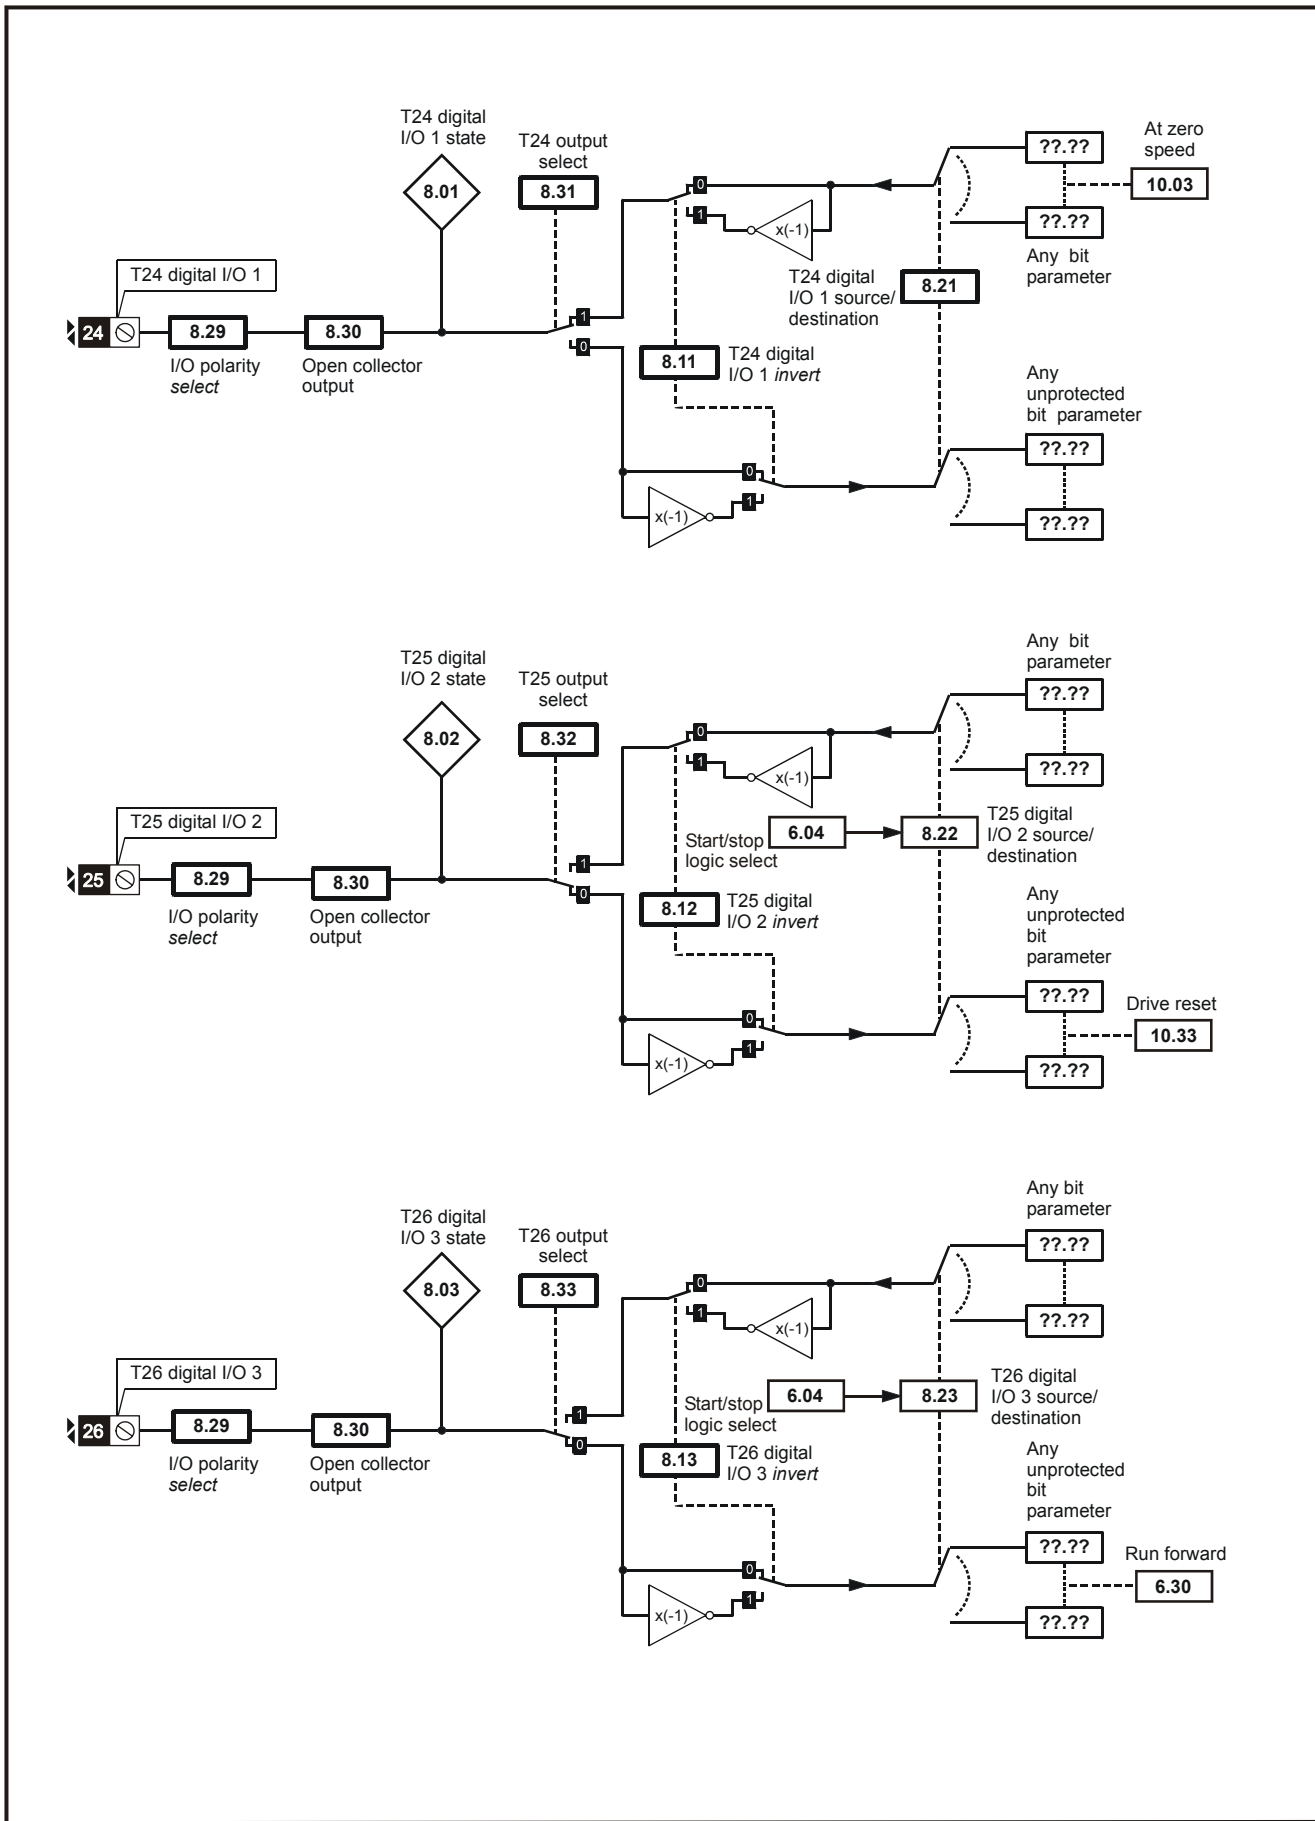 T24 digital
I/O 1 state
8.01
T24 output
select
8.31
0
1
x(-1)
??.??
??.??
At zero
speed
10.03
Any bit
parameter
T24 digital
I/O 1 source/
destination
8.21
T24 digital I/O 1
24
8.29
I/O polarity
select
8.30
Open collector
output
1
0
8.11
T24 digital
I/O 1 invert
Any
unprotected
bit parameter
??.??
??.??
0
1
x(-1)
T25 digital
I/O 2 state
8.02
T25 output
select
8.32
0
1
x(-1)
Any bit
parameter
??.??
??.??
Start/stop
logic select
6.04
8.22
T25 digital
I/O 2 source/
destination
T25 digital I/O 2
25
8.29
I/O polarity
select
8.30
Open collector
output
1
0
8.12
T25 digital
I/O 2 invert
Any
unprotected
bit
parameter
??.??
??.??
Drive reset
10.33
0
1
x(-1)
T26 digital
I/O 3 state
8.03
T26 output
select
8.33
0
1
x(-1)
Any bit
parameter
??.??
??.??
Start/stop
logic select
6.04
8.23
T26 digital
I/O 3 source/
destination
T26 digital I/O 3
26
8.29
I/O polarity
select
8.30
Open collector
output
1
0
8.13
T26 digital
I/O 3 invert
Any
unprotected
bit
parameter
??.??
??.??
Run forward
6.30
0
1
x(-1)